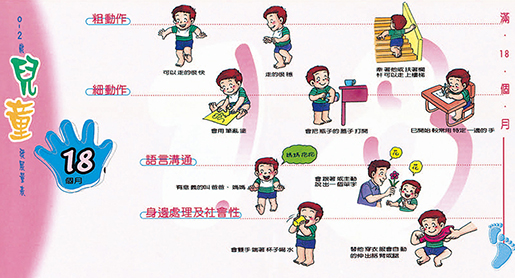 0-2歲
兒童
發展量表
18
個月
滿·18·個·月
粗動作
可以走的很快
走的很穩
牽著他或扶著欄
杆可以走上樓梯
細動作
會用筆亂塗
會把瓶子的蓋子打開
已開始較常用特定一邊的手
語言溝通
媽媽 花花
有意義的叫爸爸、媽媽
花
花
會跟著或主動
說出一個單字
身邊處理及社會性
會雙手端著杯子喝水
替他穿衣服會自動
的伸出胳臂或腿